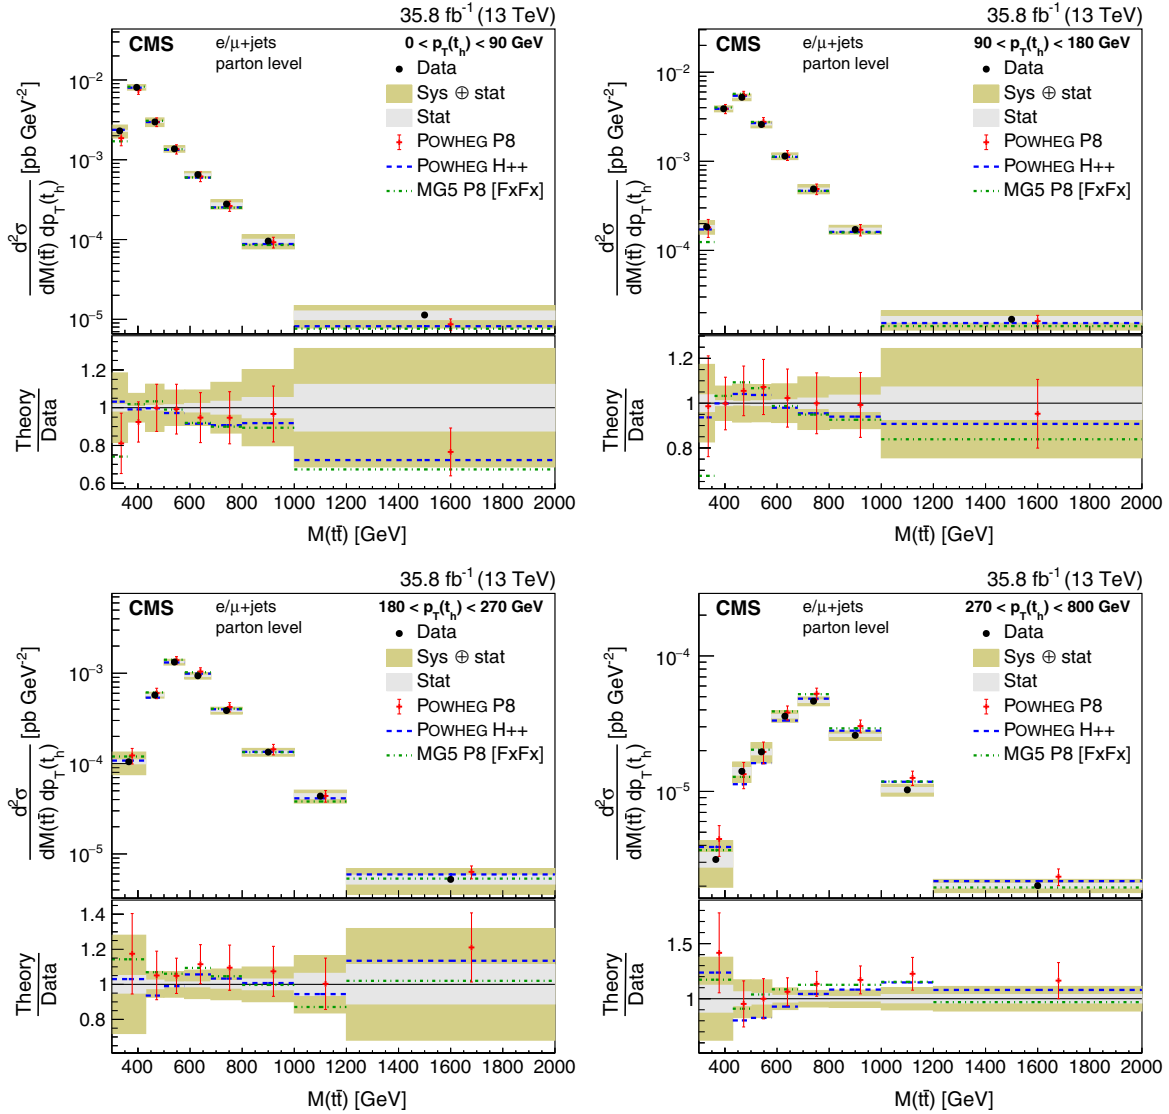 35.8 fb⁻¹ (13 TeV)
CMS
e/μ+jets
parton level
0 < p_T(t_h) < 90 GeV
Data
Sys ⊕ stat
Stat
POWHEG P8
POWHEG H++
MG5 P8 [FxFx]
d²σ / dM(tt̄) dp_T(t_h) [pb GeV⁻²]
10⁻²
10⁻³
10⁻⁴
10⁻⁵
Theory / Data
1.2
1
0.8
0.6
400 600 800 1000 1200 1400 1600 1800 2000
M(tt̄) [GeV]
35.8 fb⁻¹ (13 TeV)
CMS
e/μ+jets
parton level
90 < p_T(t_h) < 180 GeV
Data
Sys ⊕ stat
Stat
POWHEG P8
POWHEG H++
MG5 P8 [FxFx]
d²σ / dM(tt̄) dp_T(t_h) [pb GeV⁻²]
10⁻²
10⁻³
10⁻⁴
Theory / Data
1.2
1
0.8
400 600 800 1000 1200 1400 1600 1800 2000
M(tt̄) [GeV]
35.8 fb⁻¹ (13 TeV)
CMS
e/μ+jets
parton level
180 < p_T(t_h) < 270 GeV
Data
Sys ⊕ stat
Stat
POWHEG P8
POWHEG H++
MG5 P8 [FxFx]
d²σ / dM(tt̄) dp_T(t_h) [pb GeV⁻²]
10⁻³
10⁻⁴
10⁻⁵
Theory / Data
1.4
1.2
1
0.8
400 600 800 1000 1200 1400 1600 1800 2000
M(tt̄) [GeV]
35.8 fb⁻¹ (13 TeV)
CMS
e/μ+jets
parton level
270 < p_T(t_h) < 800 GeV
Data
Sys ⊕ stat
Stat
POWHEG P8
POWHEG H++
MG5 P8 [FxFx]
d²σ / dM(tt̄) dp_T(t_h) [pb GeV⁻²]
10⁻⁴
10⁻⁵
Theory / Data
1.5
1
400 600 800 1000 1200 1400 1600 1800 2000
M(tt̄) [GeV]